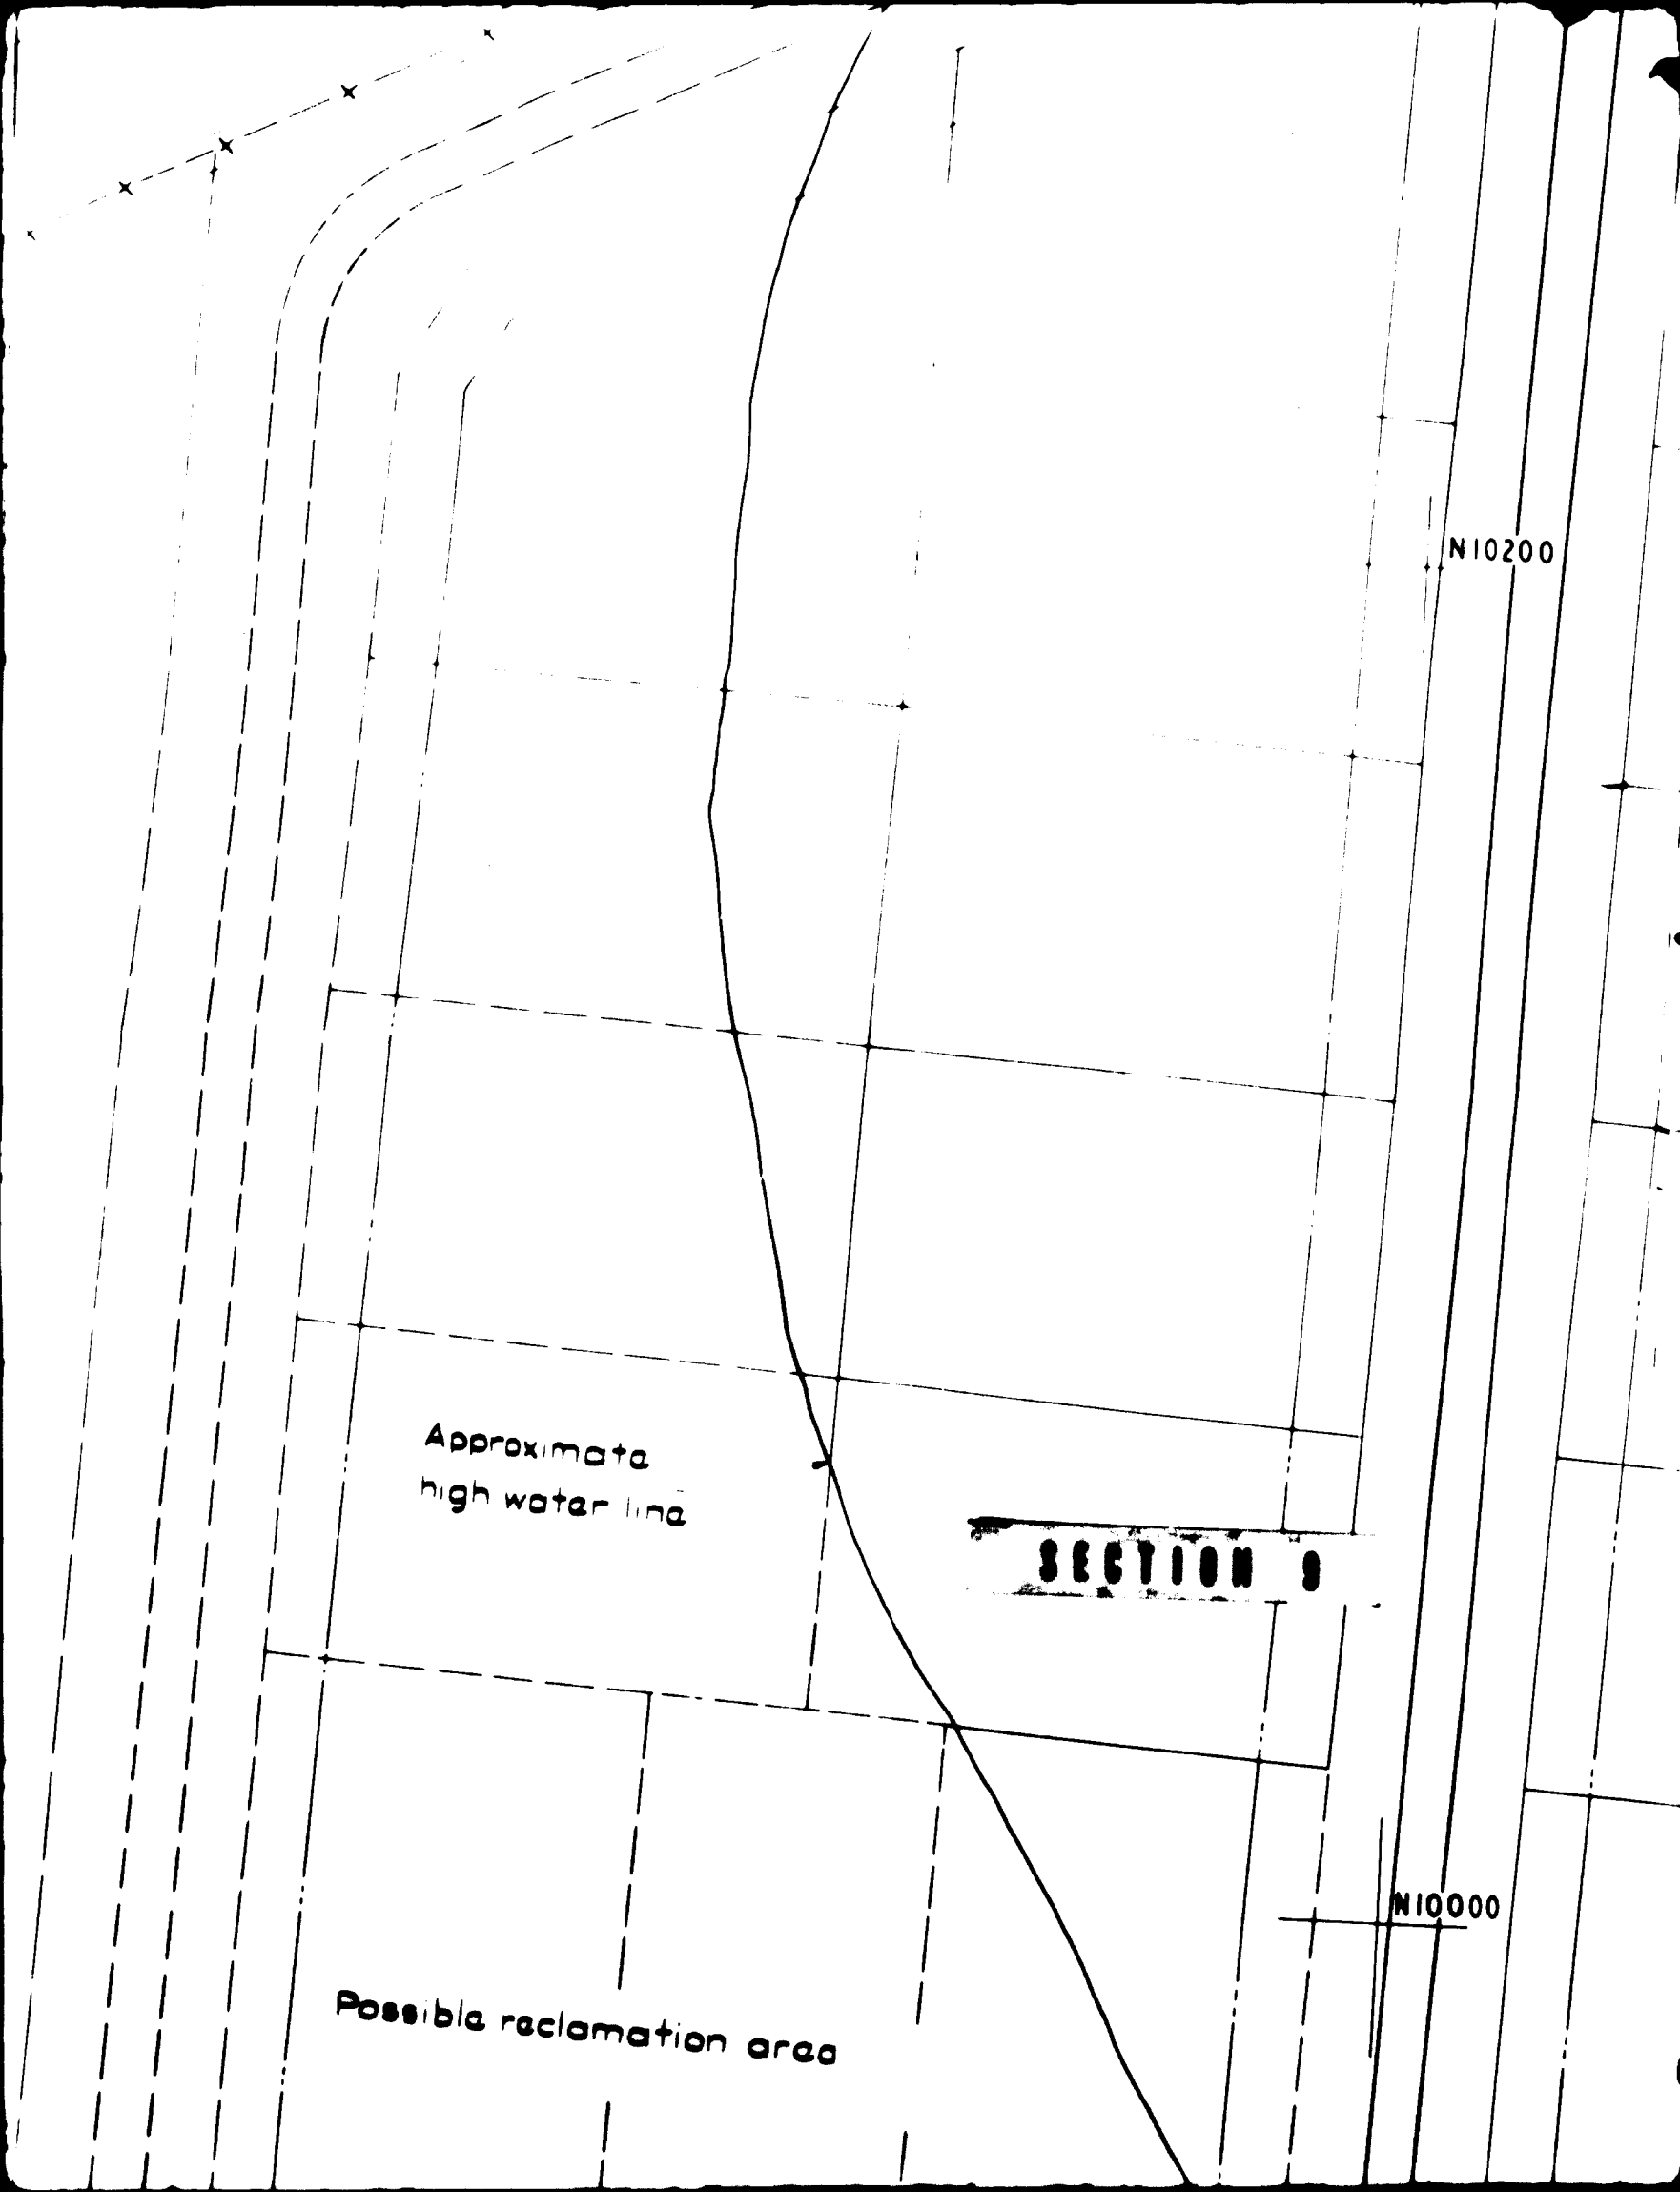 N10200
Approximate
high water line
SECTION 9
N10000
Possible reclamation area